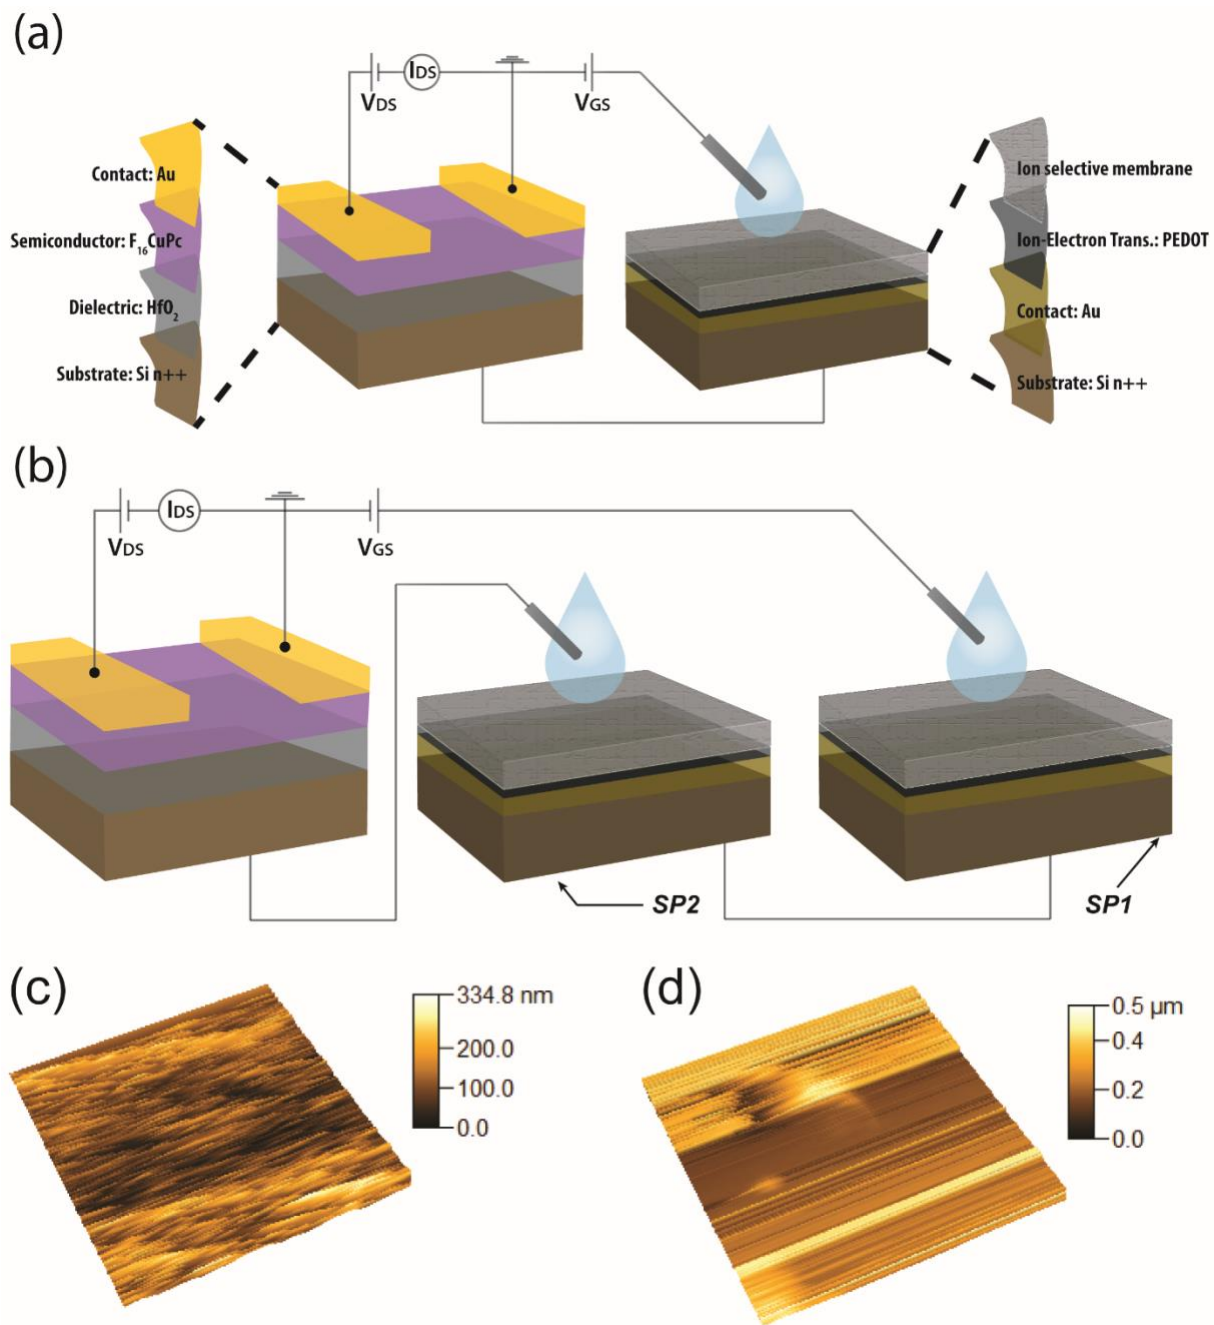 (a)
IDS
VDS
VGS
Contact: Au
Semiconductor: F16CuPc
Dielectric: HfO2
Substrate: Si n++
Ion selective membrane
Ion-Electron Trans.: PEDOT
Contact: Au
Substrate: Si n++
(b)
IDS
VDS
VGS
SP2
SP1
(c)
334.8 nm
200.0
100.0
0.0
(d)
0.5 µm
0.4
0.2
0.0